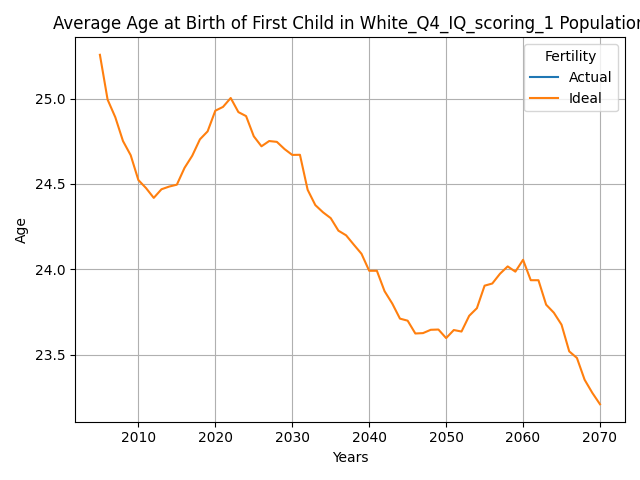 Average Age at Birth of First Child in White_Q4_IQ_scoring_1 Population
Fertility
Actual
Ideal
25.0
24.5
24.0
23.5
Age
2010 2020 2030 2040 2050 2060 2070
Years